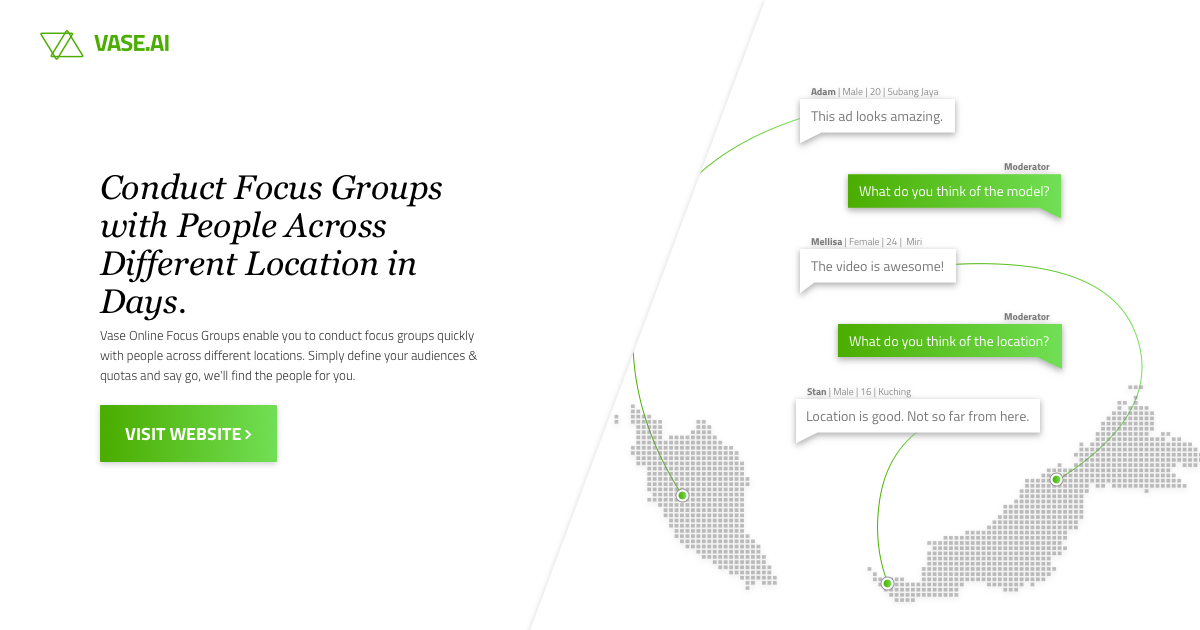 VASE.AI
Conduct Focus Groups
with People Across
Different Location in
Days.
Vase Online Focus Groups enable you to conduct focus groups quickly
with people across different locations. Simply define your audiences &
quotas and say go, we'll find the people for you.
VISIT WEBSITE >
Adam | Male | 20 | Subang Jaya
This ad looks amazing.
Moderator
What do you think of the model?
Mellisa | Female | 24 | Miri
The video is awesome!
Moderator
What do you think of the location?
Stan | Male | 16 | Kuching
Location is good. Not so far from here.